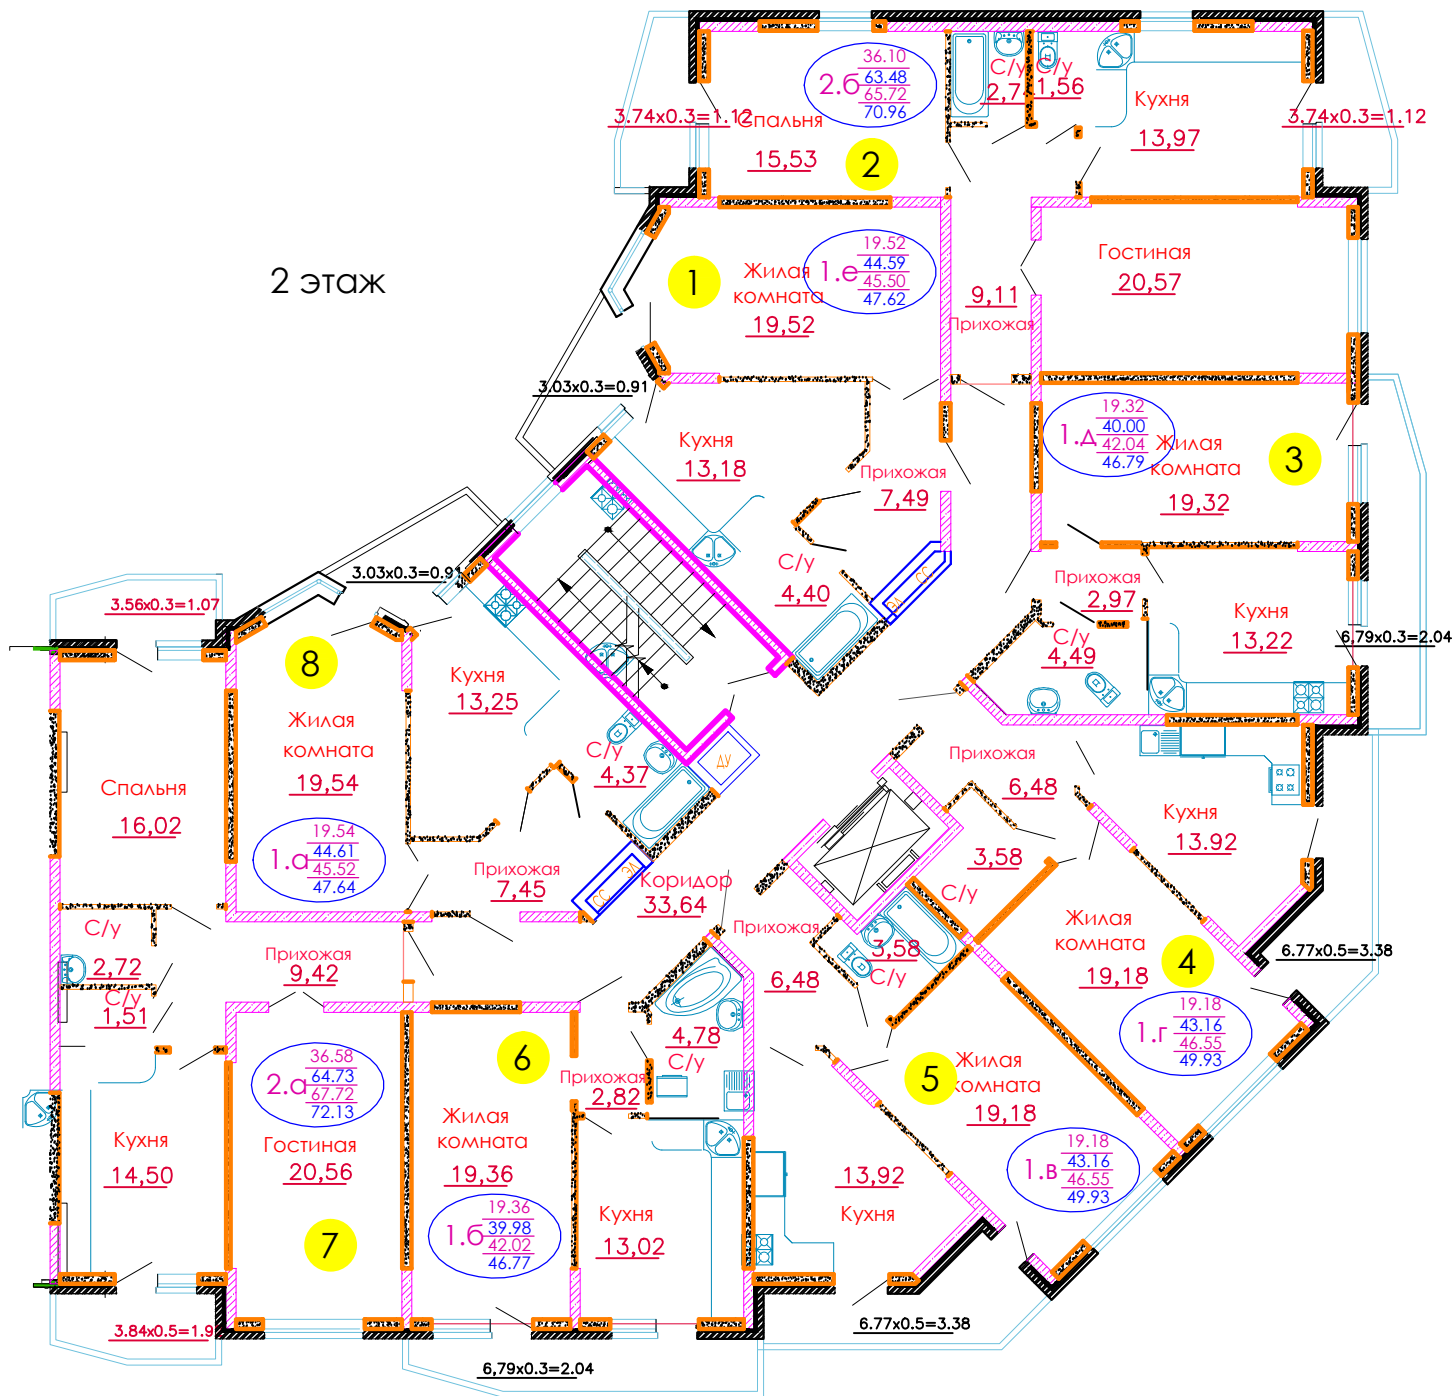 2 этаж
36.10
2.б
63.48
65.72
70.96
С/у
2,74
С/у
1,56
Кухня
13,97
3.74x0.3=1.12
Спальня
15,53
2
3.74x0.3=1.12
1
Жилая
комната
19,52
19.52
1.е
44.59
45.50
47.62
9,11
Прихожая
Гостиная
20,57
3.03x0.3=0.91
Кухня
13,18
Прихожая
7,49
С/у
4,40
СС
ЭЛ
19.32
1.д
40.00
42.04
46.79
Жилая
комната
19,32
3
Прихожая
2,97
С/у
4,49
Кухня
13,22
6.79x0.3=2.04
3.03x0.3=0.91
3.56x0.3=1.07
8
Жилая
комната
19,54
19.54
1.а
44.61
45.52
47.64
Кухня
13,25
С/у
4,37
ДУ
Прихожая
7,45
СС
ЭЛ
Коридор
33,64
Спальня
16,02
С/у
2,72
С/у
1,51
Прихожая
9,42
Прихожая
6,48
3,58
С/у
Кухня
13.92
Жилая
комната
19,18
4
6.77x0.5=3.38
19.18
1.г
43.16
46.55
49.93
Прихожая
6,48
3,58
С/у
5
Жилая
комната
19,18
19.18
1.в
43.16
46.55
49.93
13,92
Кухня
6.77x0.5=3.38
4,78
С/у
6
Прихожая
2,82
Жилая
комната
19,36
19.36
1.б
39.98
42.02
46.77
Кухня
13,02
6,79x0.3=2.04
36.58
2.а
64.73
67.72
72.13
Гостиная
20,56
7
Кухня
14,50
3.84x0.5=1.9